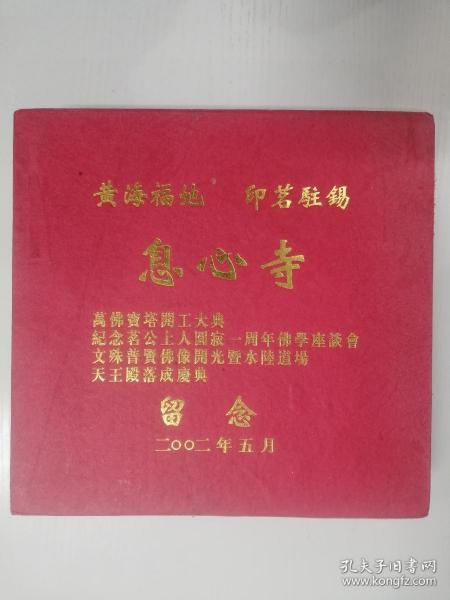 黄海福地 印茗駐錫
息心寺
萬佛寶塔開工大典
紀念茗公上人圓寂一周年佛學座談會
文殊普賢佛像開光暨水陸道場
天王殿落成慶典
留念
二〇〇二年五月
孔夫子旧书网
www.kongfz.com